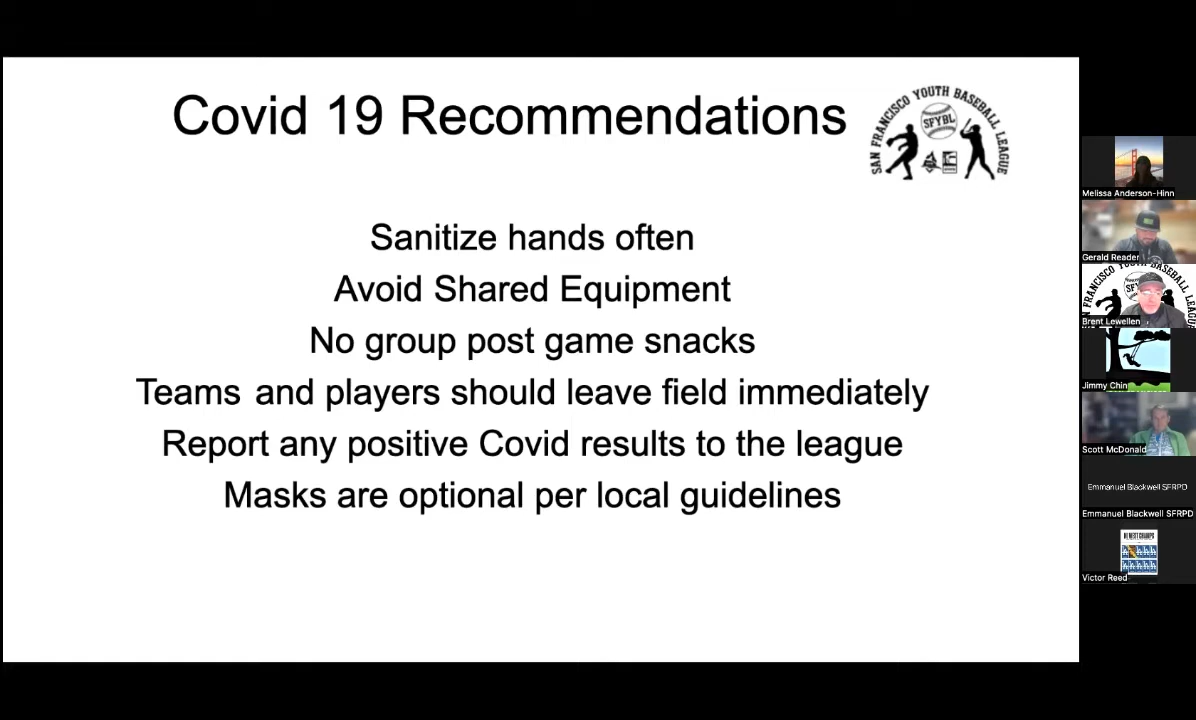 Covid 19 Recommendations
SAN FRANCISCO YOUTH BASEBALL LEAGUE
SFYBL
Sanitize hands often
Avoid Shared Equipment
No group post game snacks
Teams and players should leave field immediately
Report any positive Covid results to the league
Masks are optional per local guidelines
Melissa Anderson-Hinn
Gerald Reader
Brent Lewellen
Jimmy Chin
Scott McDonald
Emmanuel Blackwell SFRPD
Emmanuel Blackwell SFRPD
Victor Reed